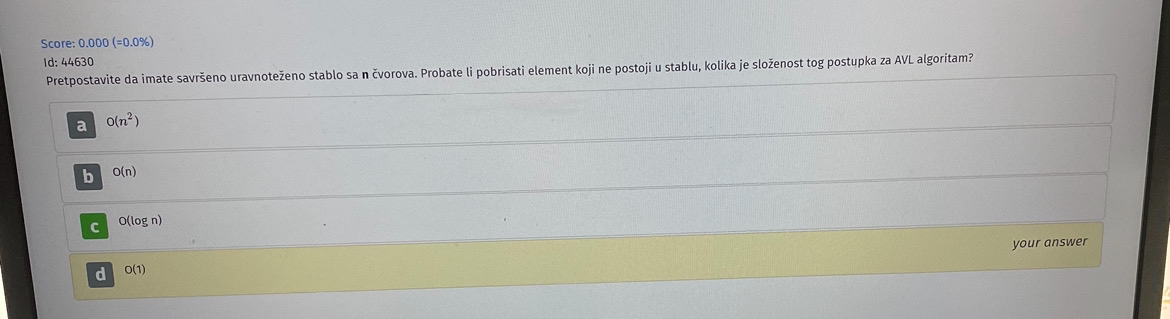 Score: 0.000 (=0.0%)
Id: 44630
Pretpostavite da imate savršeno uravnoteženo stablo sa n čvorova. Probate li pobrisati element koji ne postoji u stablu, kolika je složenost tog postupka za AVL algoritam?
a O(n²)
b O(n)
c O(log n)
d O(1) your answer